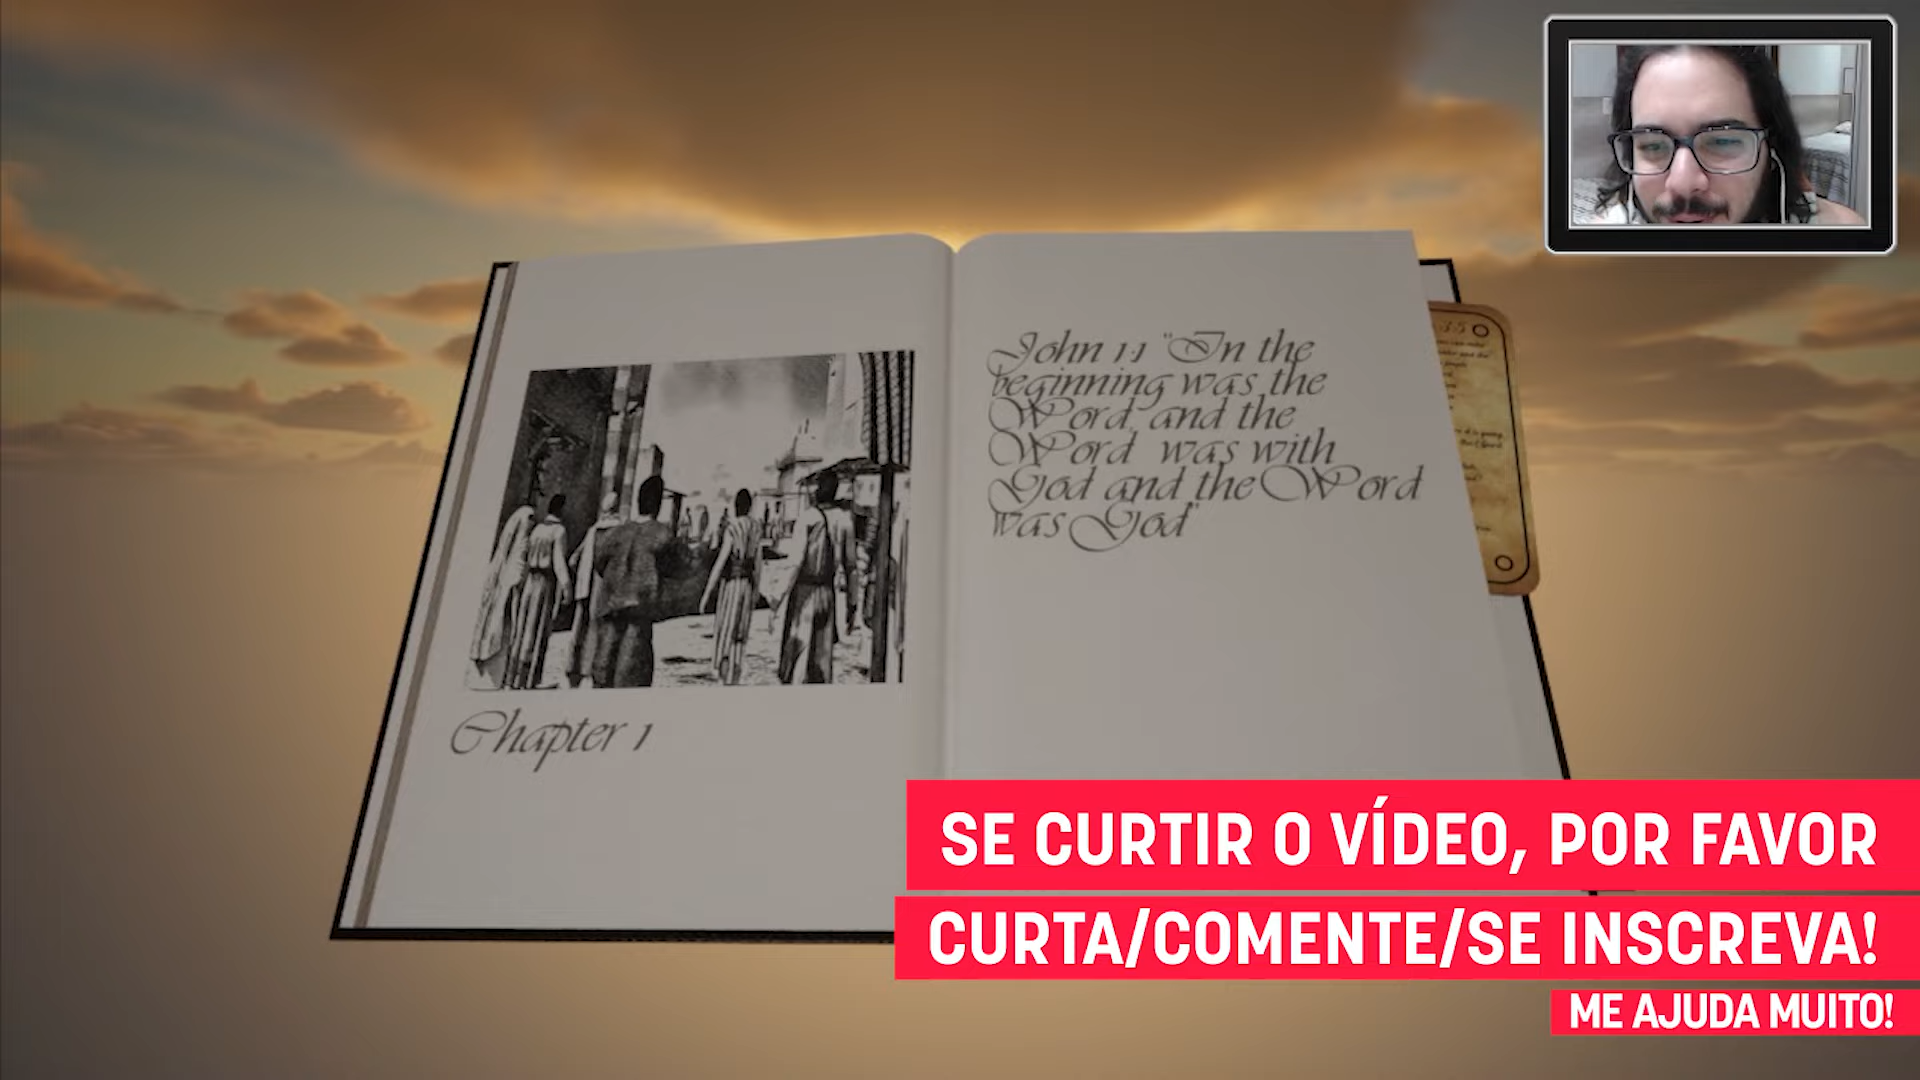 John 1:1 "In the
beginning was the
Word, and the
Word was with
God and the Word
was God"
Chapter 1
SE CURTIR O VÍDEO, POR FAVOR
CURTA/COMENTE/SE INSCREVA!
ME AJUDA MUITO!